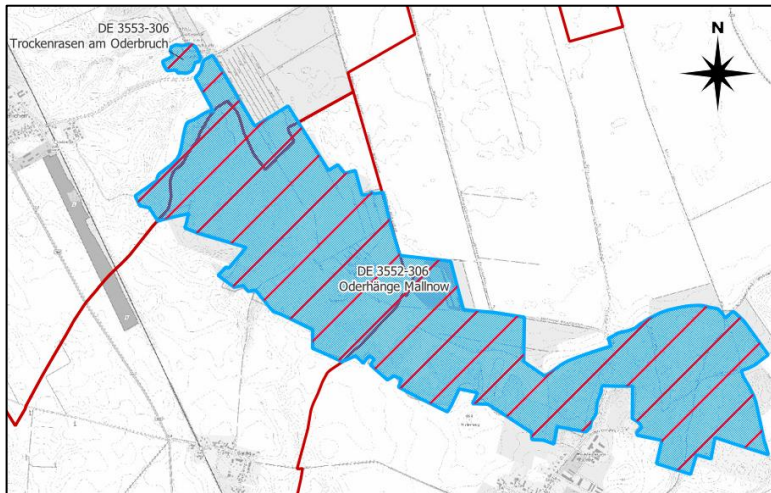 DE 3553-306
Trockenrasen am Oderbruch
N
DE 3552-306
Oderhänge Mallnow